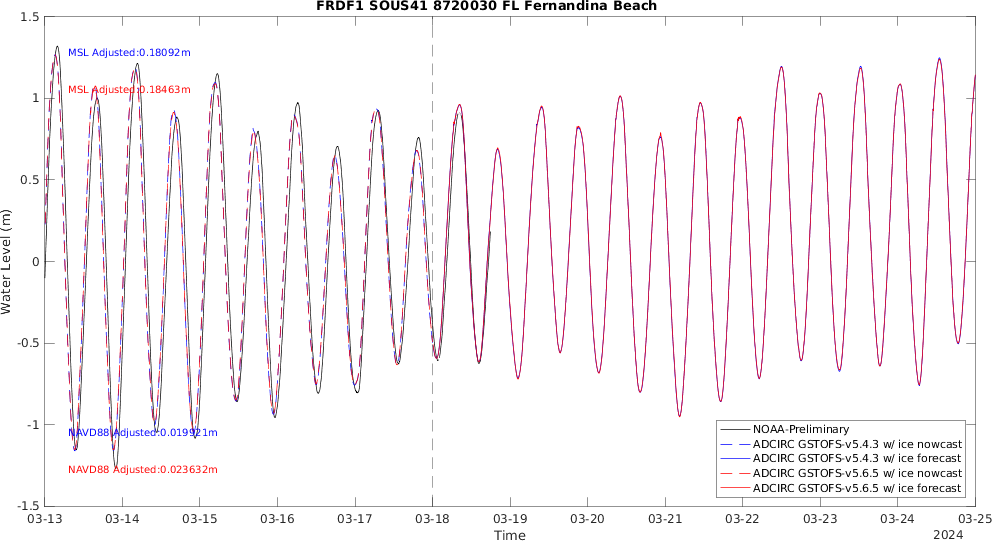 FRDF1 SOUS41 8720030 FL Fernandina Beach
1.5
1
0.5
0
-0.5
-1
-1.5
Water Level (m)
MSL Adjusted:0.18092m
MSL Adjusted:0.18463m
NAVD88 Adjusted:0.019921m
NAVD88 Adjusted:0.023632m
NOAA-Preliminary
ADCIRC GSTOFS-v5.4.3 w/ ice nowcast
ADCIRC GSTOFS-v5.4.3 w/ ice forecast
ADCIRC GSTOFS-v5.6.5 w/ ice nowcast
ADCIRC GSTOFS-v5.6.5 w/ ice forecast
03-13 03-14 03-15 03-16 03-17 03-18 03-19 03-20 03-21 03-22 03-23 03-24 03-25
Time
2024